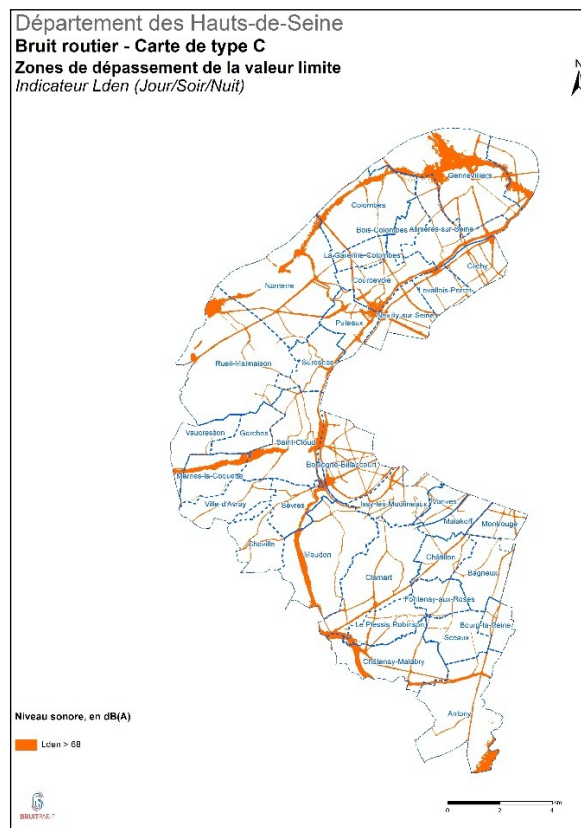 Département des Hauts-de-Seine
Bruit routier - Carte de type C
Zones de dépassement de la valeur limite
Indicateur Lden (Jour/Soir/Nuit)
N
Gennevilliers
Colombes
Bois-Colombes
Asnières-sur-Seine
La-Garenne-Colombes
Clichy
Courbevoie
Nanterre
Levallois-Perret
Neuilly-sur-Seine
Puteaux
Rueil-Malmaison
Suresnes
Vaucresson
Garches
Saint-Cloud
Boulogne-Billancourt
Marnes-la-Coquette
Ville-d'Avray
Sèvres
Issy-les-Moulineaux
Vanves
Malakoff
Montrouge
Chaville
Meudon
Châtillon
Clamart
Bagneux
Fontenay-aux-Roses
Le Plessis Robinson
Bourg-la-Reine
Sceaux
Châtenay-Malabry
Antony
Niveau sonore, en dB(A)
Lden > 68
BRUITPARIF
0 2 4